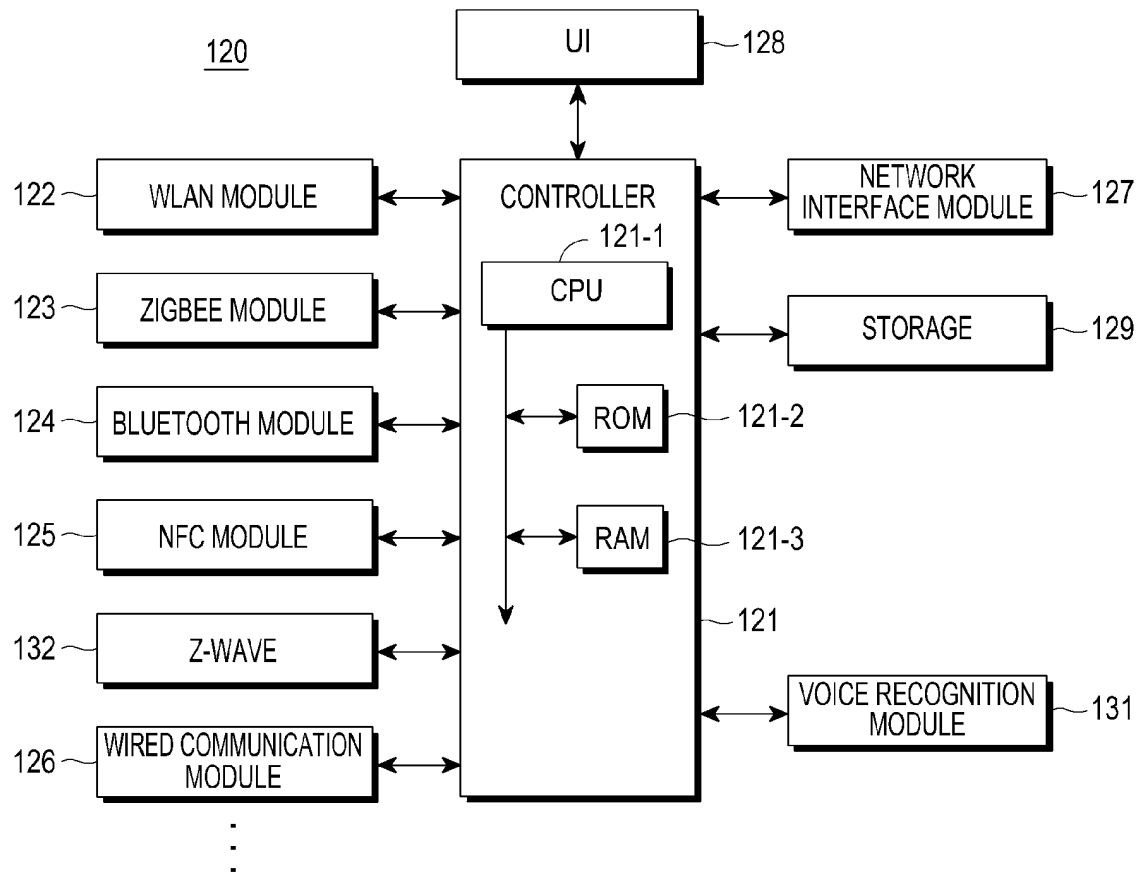 120
UI
128
122
WLAN MODULE
CONTROLLER
NETWORK
INTERFACE MODULE
127
121-1
CPU
123
ZIGBEE MODULE
STORAGE
129
124
BLUETOOTH MODULE
ROM
121-2
125
NFC MODULE
RAM
121-3
132
Z-WAVE
121
126
WIRED COMMUNICATION
MODULE
VOICE RECOGNITION
MODULE
131